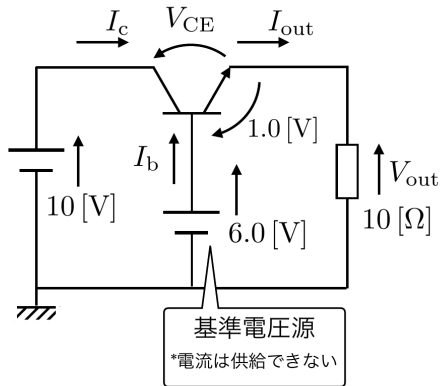 I_c
V_CE
I_out
1.0 [V]
I_b
10 [V]
6.0 [V]
V_out
10 [Ω]
基準電圧源
*電流は供給できない